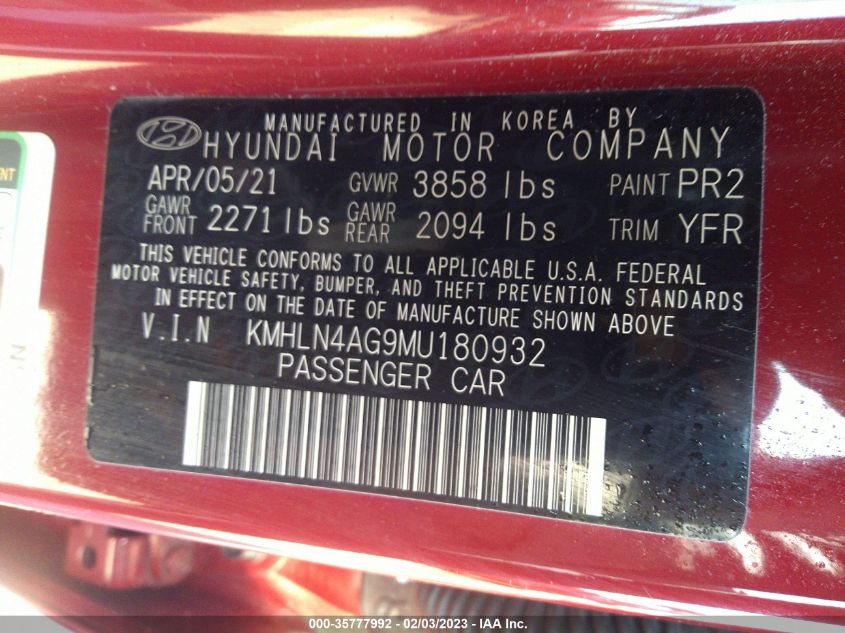 MANUFACTURED IN KOREA BY
HYUNDAI MOTOR COMPANY
APR/05/21 GVWR 3858 lbs PAINT PR2
GAWR FRONT 2271 lbs GAWR REAR 2094 lbs TRIM YFR
THIS VEHICLE CONFORMS TO ALL APPLICABLE U.S.A. FEDERAL
MOTOR VEHICLE SAFETY, BUMPER, AND THEFT PREVENTION STANDARDS
IN EFFECT ON THE DATE OF MANUFACTURE SHOWN ABOVE.
V.I.N KMHLN4AG9MU180932
PASSENGER CAR
000-35777992 - 02/03/2023 - IAA Inc.